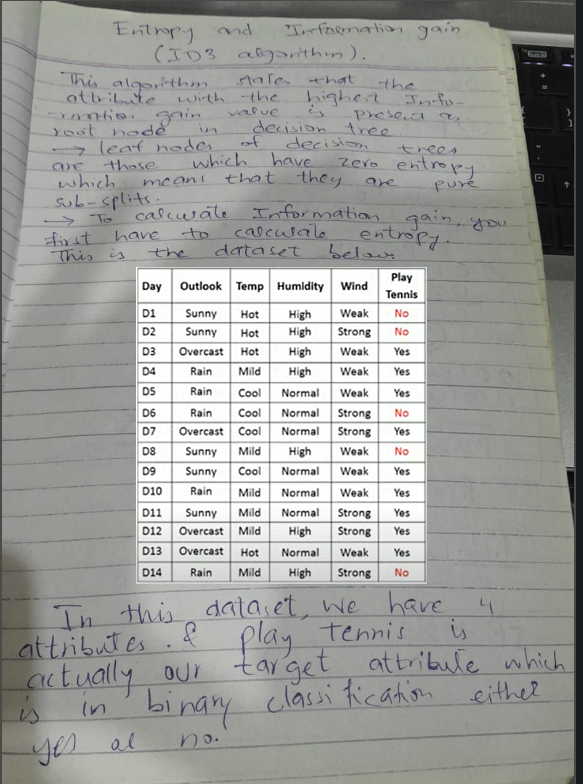 Entropy and Information gain
(ID3 algorithm).
This algorithm states that the
attribute with the highest Info-
-rmation gain value is present as
root node in decision tree
→ leaf nodes of decision trees
are those which have zero entropy
which means that they are pure
sub-splits.
→ To calculate Information gain, you
first have to calculate entropy.
This is the dataset below
Day Outlook Temp Humidity Wind Play Tennis
D1 Sunny Hot High Weak No
D2 Sunny Hot High Strong No
D3 Overcast Hot High Weak Yes
D4 Rain Mild High Weak Yes
D5 Rain Cool Normal Weak Yes
D6 Rain Cool Normal Strong No
D7 Overcast Cool Normal Strong Yes
D8 Sunny Mild High Weak No
D9 Sunny Cool Normal Weak Yes
D10 Rain Mild Normal Weak Yes
D11 Sunny Mild Normal Strong Yes
D12 Overcast Mild High Strong Yes
D13 Overcast Hot Normal Weak Yes
D14 Rain Mild High Strong No
In this dataset, we have 4
attributes. & play tennis is
actually our target attribute which
is in binary classification either
yes or no.